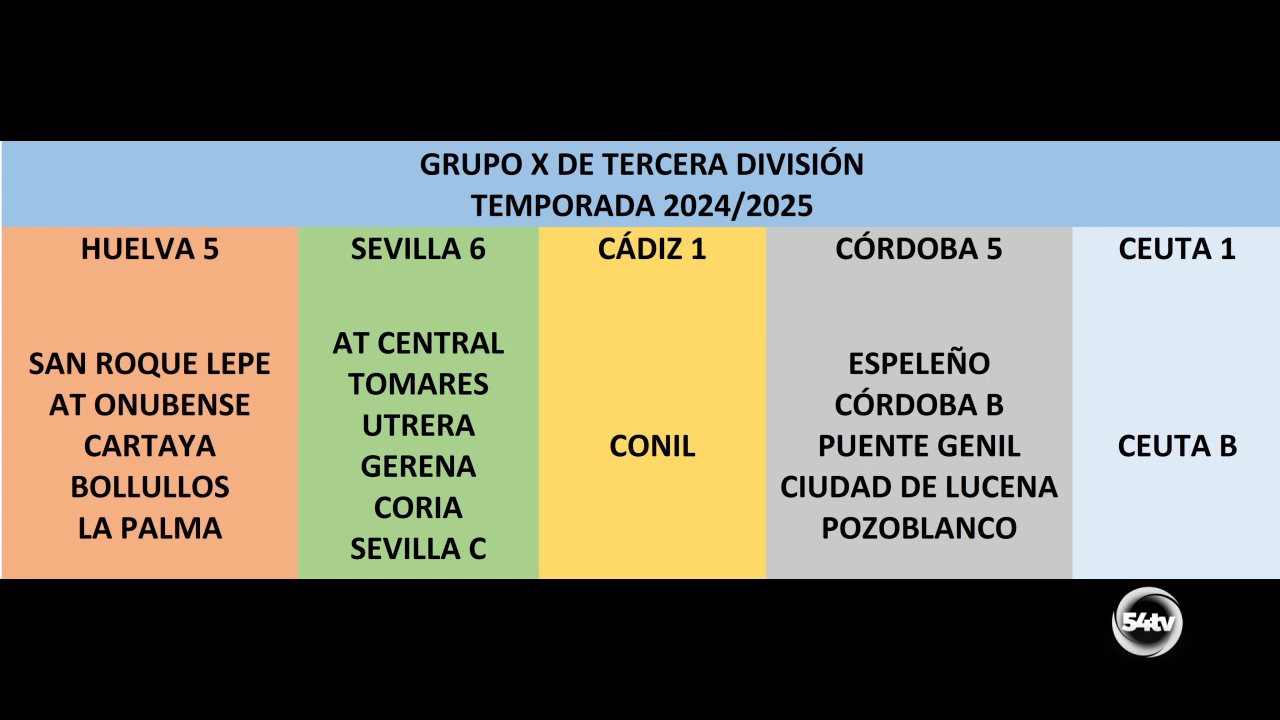 GRUPO X DE TERCERA DIVISIÓN
TEMPORADA 2024/2025
HUELVA 5
SAN ROQUE LEPE
AT ONUBENSE
CARTAYA
BOLLULLOS
LA PALMA
SEVILLA 6
AT CENTRAL
TOMARES
UTRERA
GERENA
CORIA
SEVILLA C
CÁDIZ 1
CONIL
CÓRDOBA 5
ESPELEÑO
CÓRDOBA B
PUENTE GENIL
CIUDAD DE LUCENA
POZOBLANCO
CEUTA 1
CEUTA B
54tv